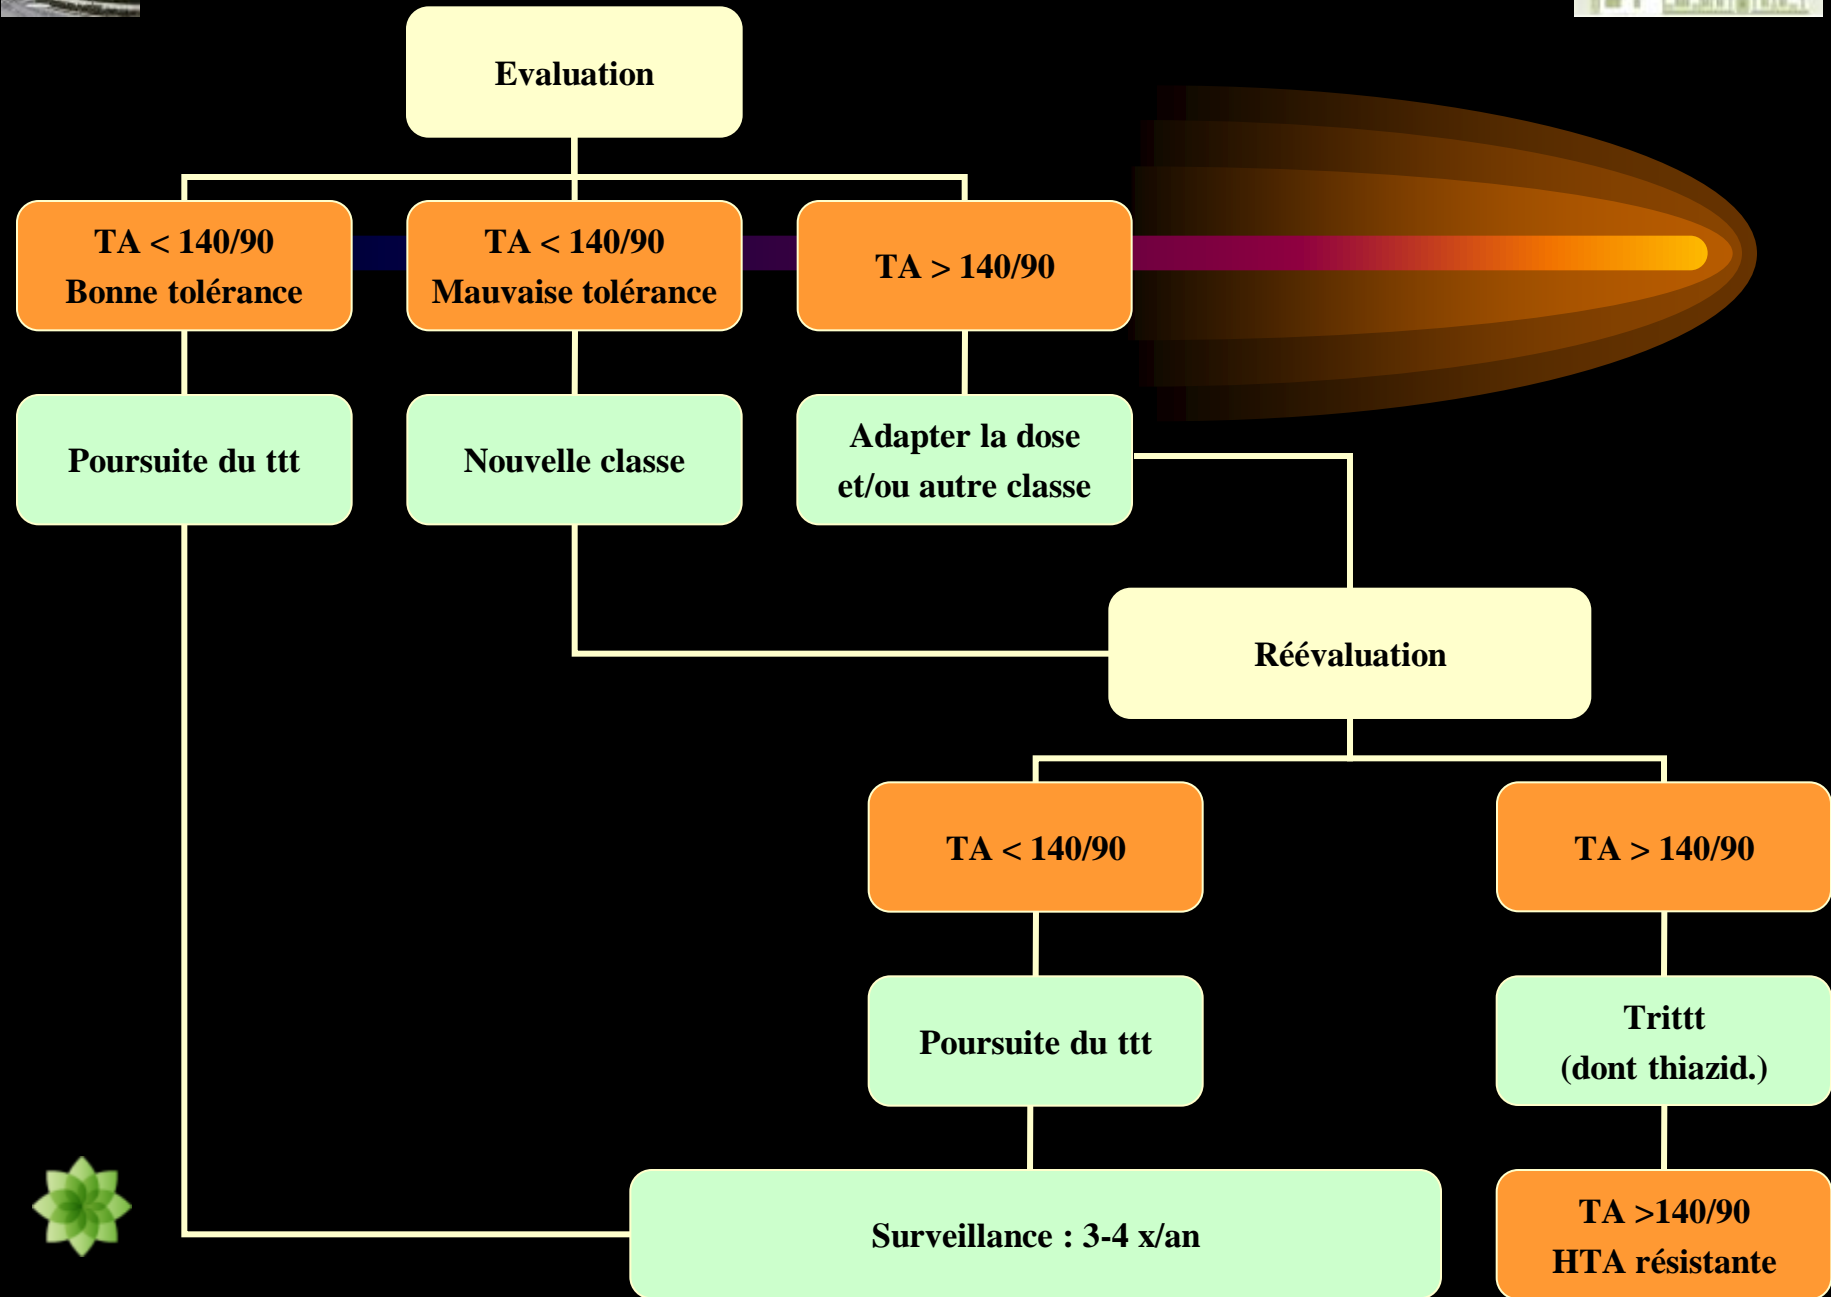 Evaluation
TA < 140/90
Bonne tolérance
TA < 140/90
Mauvaise tolérance
TA > 140/90
Poursuite du ttt
Nouvelle classe
Adapter la dose
et/ou autre classe
Réévaluation
TA < 140/90
TA > 140/90
Poursuite du ttt
Trittt
(dont thiazid.)
Surveillance : 3-4 x/an
TA >140/90
HTA résistante